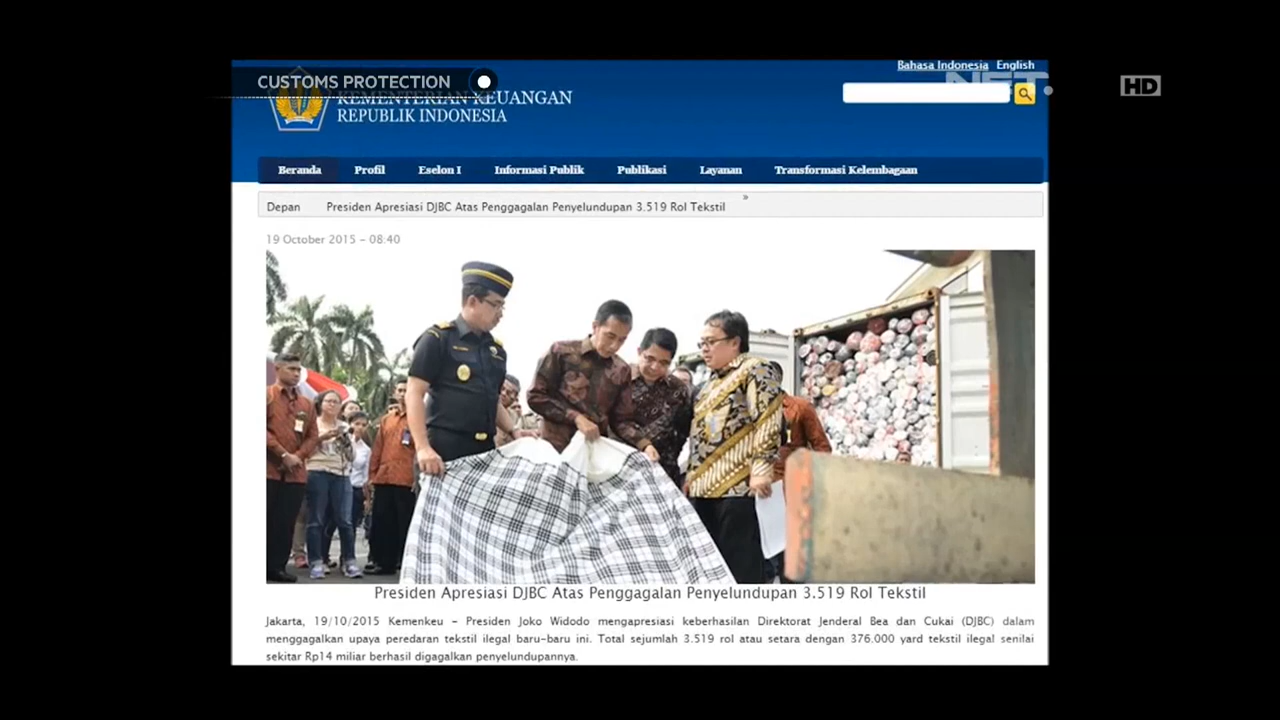 CUSTOMS PROTECTION
Bahasa Indonesia English
NET.
HD
KEMENTERIAN KEUANGAN
REPUBLIK INDONESIA
Beranda Profil Eselon I Informasi Publik Publikasi Layanan Transformasi Kelembagaan
»
Depan Presiden Apresiasi DJBC Atas Penggagalan Penyelundupan 3.519 Rol Tekstil
19 October 2015 - 08:40
Presiden Apresiasi DJBC Atas Penggagalan Penyelundupan 3.519 Rol Tekstil
Jakarta, 19/10/2015 Kemenkeu - Presiden Joko Widodo mengapresiasi keberhasilan Direktorat Jenderal Bea dan Cukai (DJBC) dalam
menggagalkan upaya peredaran tekstil ilegal baru-baru ini. Total sejumlah 3.519 rol atau setara dengan 376.000 yard tekstil ilegal senilai
sekitar Rp14 miliar berhasil digagalkan penyelundupannya.